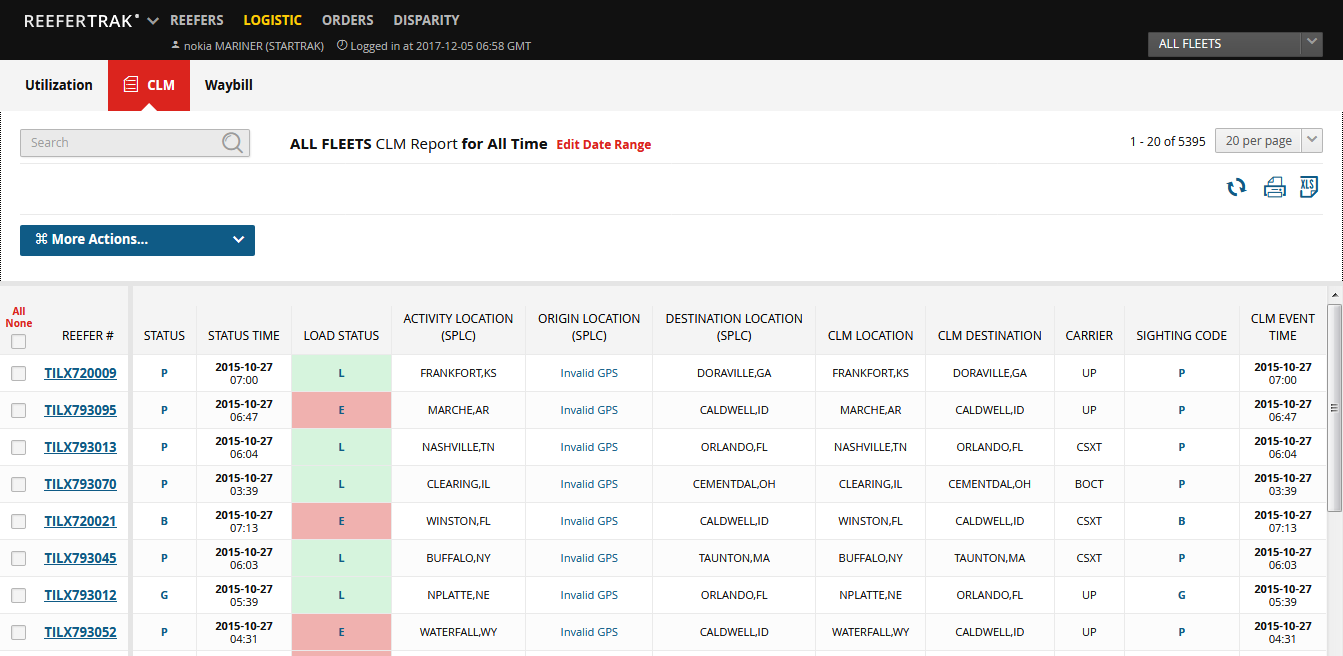 REEFERTRAK REEFERS LOGISTIC ORDERS DISPARITY
nokia MARINER (STARTRAK) Logged in at 2017-12-05 06:58 GMT
ALL FLEETS
Utilization CLM Waybill
Search ALL FLEETS CLM Report for All Time Edit Date Range 1 - 20 of 5395 20 per page
XLS
⌘ More Actions...
All
None
REEFER # STATUS STATUS TIME LOAD STATUS ACTIVITY LOCATION (SPLC) ORIGIN LOCATION (SPLC) DESTINATION LOCATION (SPLC) CLM LOCATION CLM DESTINATION CARRIER SIGHTING CODE CLM EVENT TIME
TILX720009 P 2015-10-27 07:00 L FRANKFORT,KS Invalid GPS DORAVILLE,GA FRANKFORT,KS DORAVILLE,GA UP P 2015-10-27 07:00
TILX793095 P 2015-10-27 06:47 E MARCHE,AR Invalid GPS CALDWELL,ID MARCHE,AR CALDWELL,ID UP P 2015-10-27 06:47
TILX793013 P 2015-10-27 06:04 L NASHVILLE,TN Invalid GPS ORLANDO,FL NASHVILLE,TN ORLANDO,FL CSXT P 2015-10-27 06:04
TILX793070 P 2015-10-27 03:39 L CLEARING,IL Invalid GPS CEMENTDAL,OH CLEARING,IL CEMENTDAL,OH BOCT P 2015-10-27 03:39
TILX720021 B 2015-10-27 07:13 E WINSTON,FL Invalid GPS CALDWELL,ID WINSTON,FL CALDWELL,ID CSXT B 2015-10-27 07:13
TILX793045 P 2015-10-27 06:03 L BUFFALO,NY Invalid GPS TAUNTON,MA BUFFALO,NY TAUNTON,MA CSXT P 2015-10-27 06:03
TILX793012 G 2015-10-27 05:39 L NPLATTE,NE Invalid GPS ORLANDO,FL NPLATTE,NE ORLANDO,FL UP G 2015-10-27 05:39
TILX793052 P 2015-10-27 04:31 E WATERFALL,WY Invalid GPS CALDWELL,ID WATERFALL,WY CALDWELL,ID UP P 2015-10-27 04:31